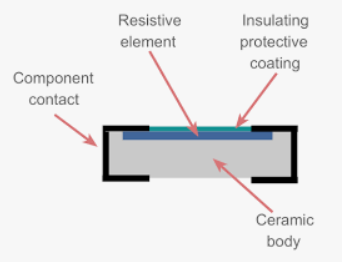 Resistive
element
Insulating
protective
coating
Component
contact
Ceramic
body